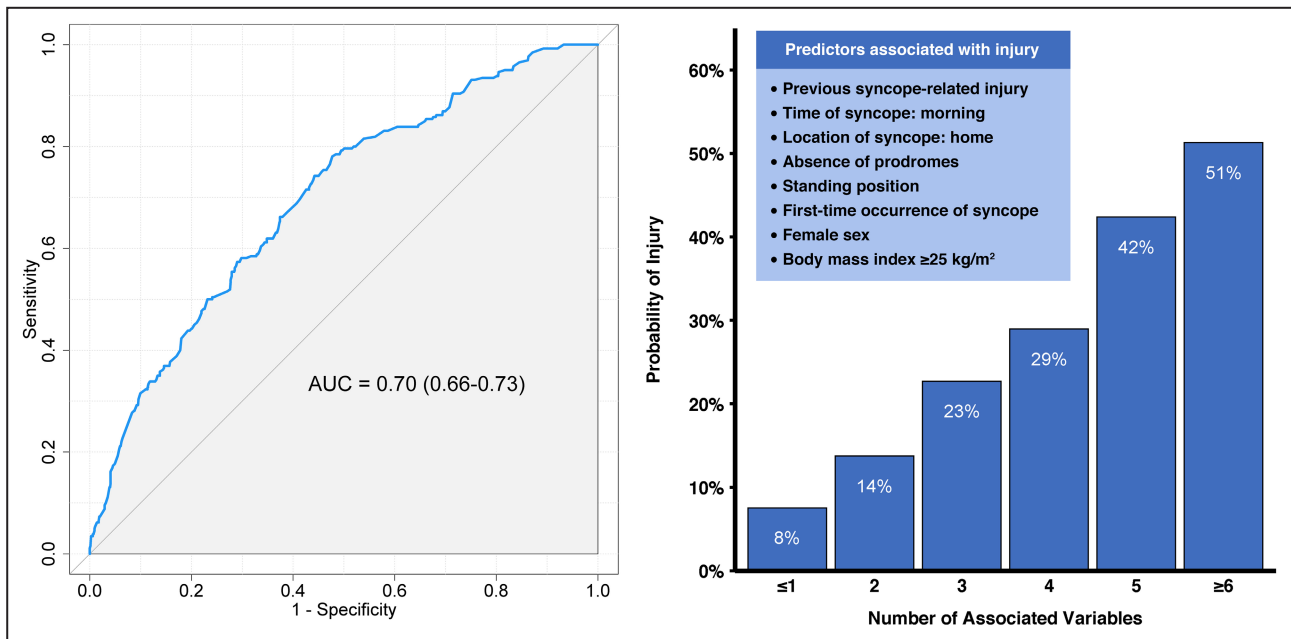 1.0
0.8
0.6
0.4
0.2
0.0
Sensitivity
AUC = 0.70 (0.66-0.73)
0.0 0.2 0.4 0.6 0.8 1.0
1 - Specificity
Predictors associated with injury
• Previous syncope-related injury
• Time of syncope: morning
• Location of syncope: home
• Absence of prodromes
• Standing position
• First-time occurrence of syncope
• Female sex
• Body mass index ≥25 kg/m²
60%
50%
40%
30%
20%
10%
0%
Probability of Injury
8%
14%
23%
29%
42%
51%
≤1 2 3 4 5 ≥6
Number of Associated Variables